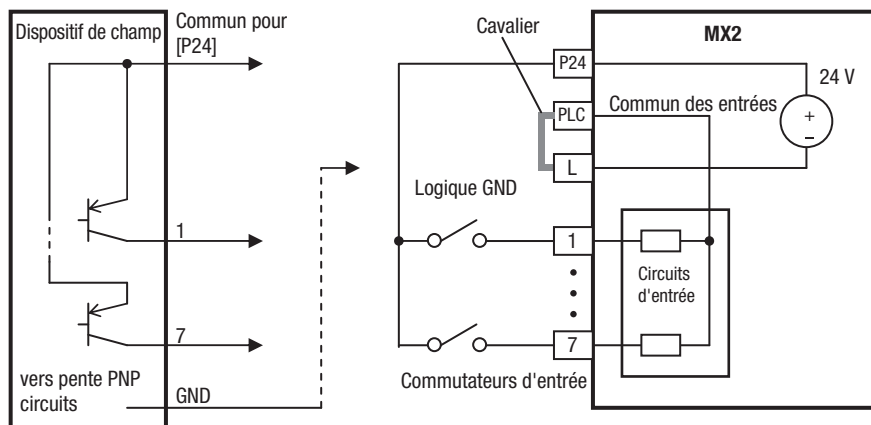 Dispositif de champ
Commun pour
[P24]
1
7
vers pente PNP
circuits
GND
Cavalier
MX2
P24
24 V
PLC
Commun des entrées
+
–
L
Logique GND
1
Circuits
d'entrée
7
Commutateurs d'entrée